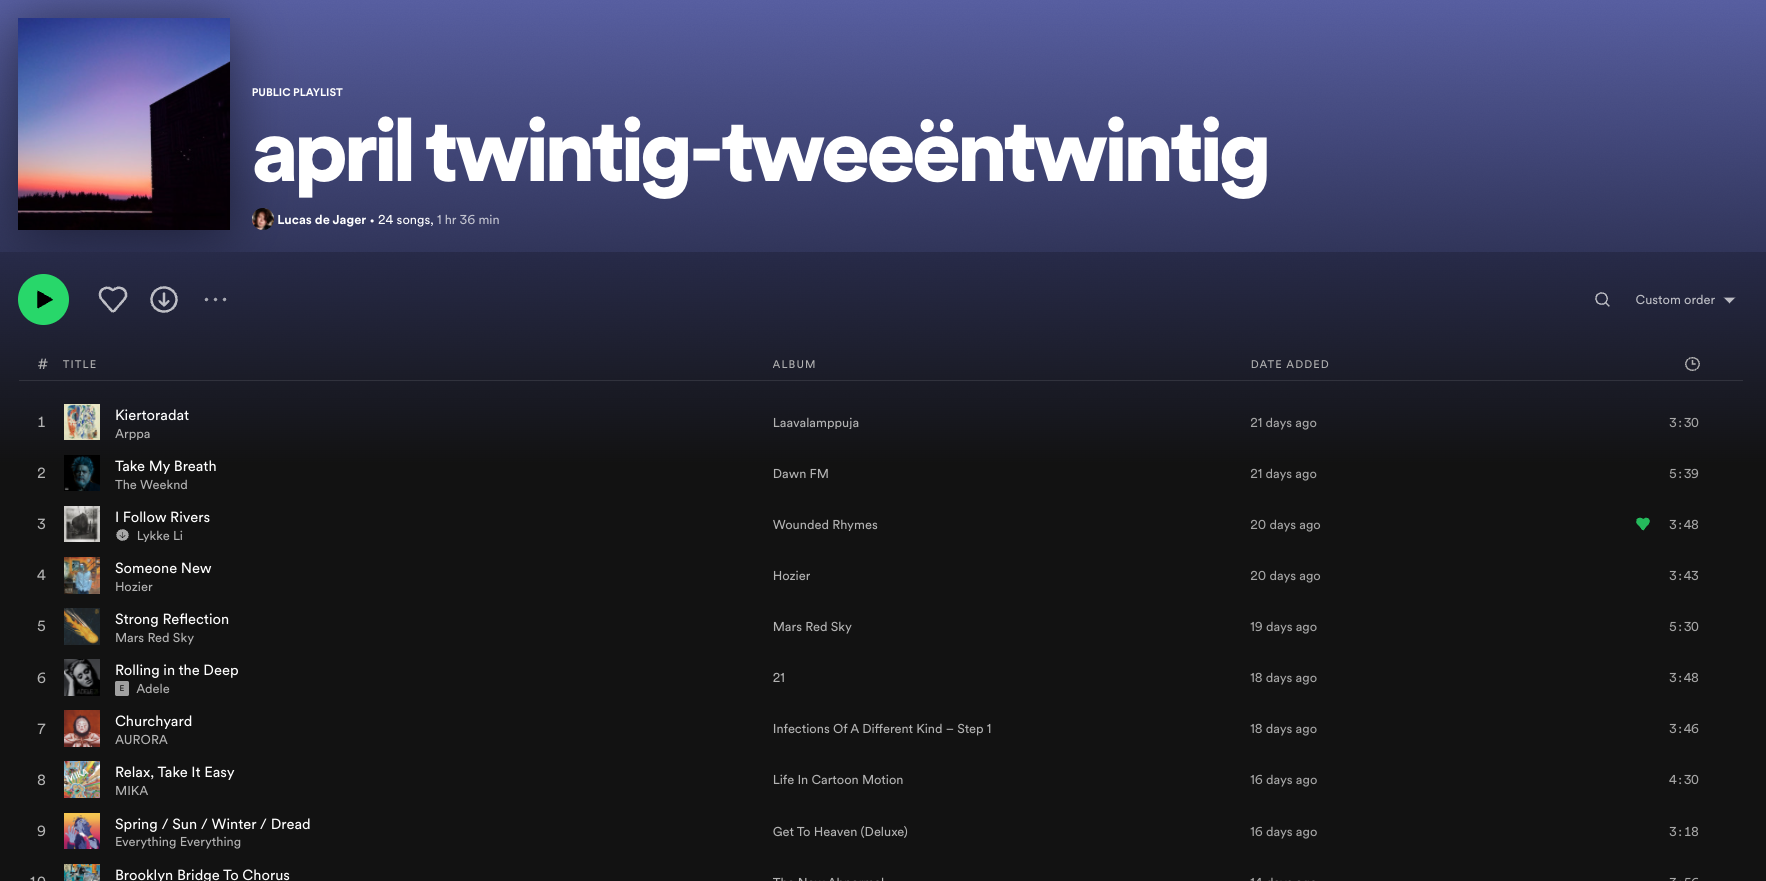 PUBLIC PLAYLIST
april twintig-tweeëntwintig
Lucas de Jager • 24 songs, 1 hr 36 min
Custom order
# TITLE ALBUM DATE ADDED
1 Kiertoradat Laavalamppuja 21 days ago 3:30
Arppa
2 Take My Breath Dawn FM 21 days ago 5:39
The Weeknd
3 I Follow Rivers Wounded Rhymes 20 days ago 3:48
Lykke Li
4 Someone New Hozier 20 days ago 3:43
Hozier
5 Strong Reflection Mars Red Sky 19 days ago 5:30
Mars Red Sky
6 Rolling in the Deep 21 18 days ago 3:48
E Adele
7 Churchyard Infections Of A Different Kind – Step 1 18 days ago 3:46
AURORA
8 Relax, Take It Easy Life In Cartoon Motion 16 days ago 4:30
MIKA
9 Spring / Sun / Winter / Dread Get To Heaven (Deluxe) 16 days ago 3:18
Everything Everything
Brooklyn Bridge To Chorus